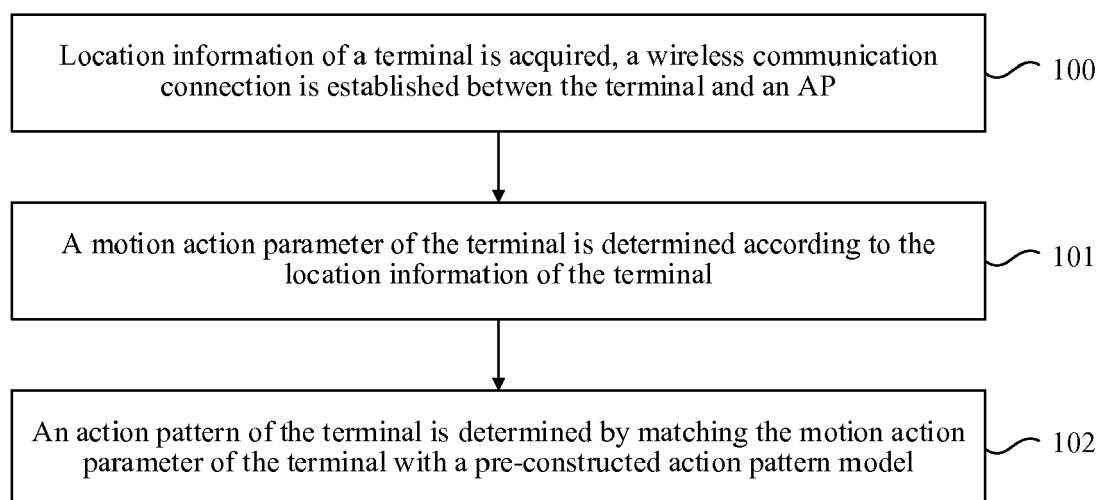 Location information of a terminal is acquired, a wireless communication
connection is established betwen the terminal and an AP
100
A motion action parameter of the terminal is determined according to the
location information of the terminal
101
An action pattern of the terminal is determined by matching the motion action
parameter of the terminal with a pre-constructed action pattern model
102